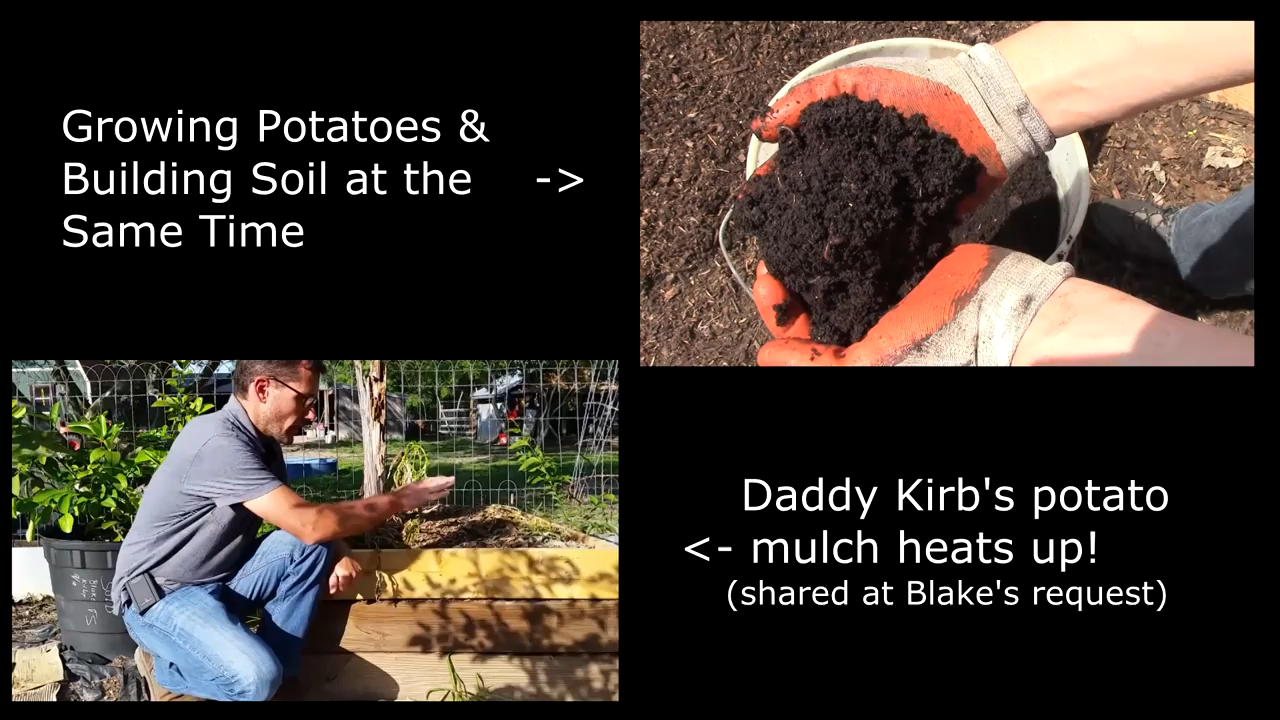 Growing Potatoes &
Building Soil at the ->
Same Time
Daddy Kirb's potato
<- mulch heats up!
(shared at Blake's request)